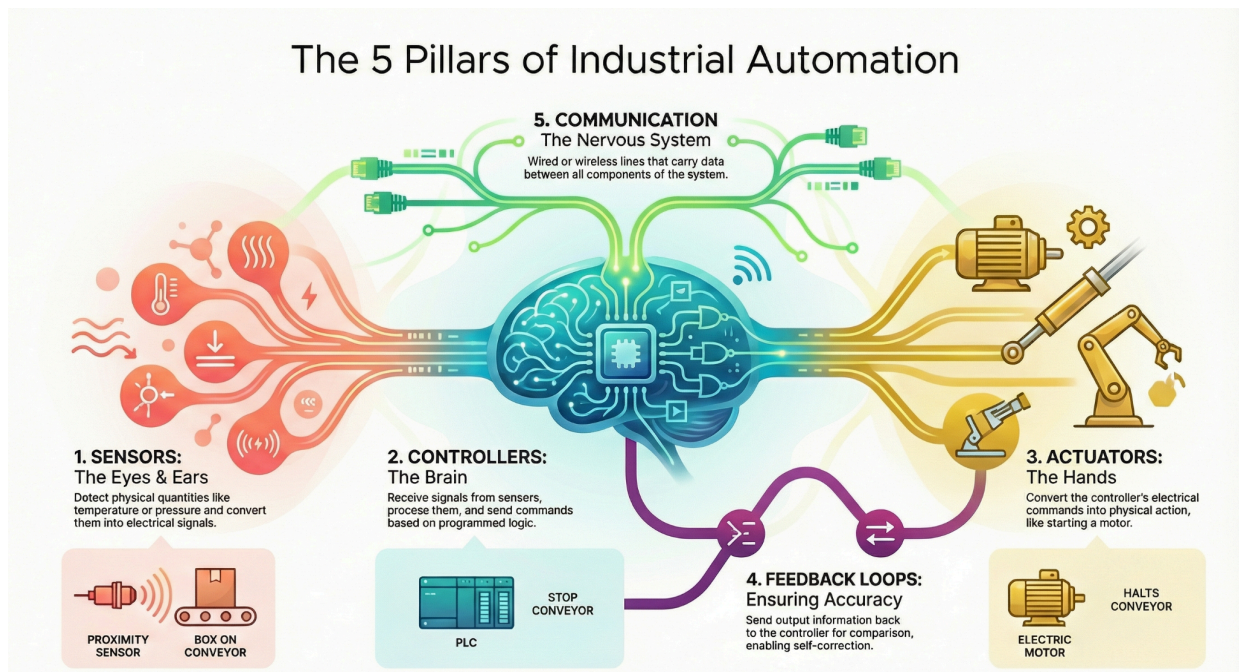 The 5 Pillars of Industrial Automation
5. COMMUNICATION
The Nervous System
Wired or wireless lines that carry data
between all components of the system.
1. SENSORS:
The Eyes & Ears
Dotect physical quantities like
temperature or pressure and convert
them into electrical signals.
PROXIMITY
SENSOR
BOX ON
CONVEYOR
2. CONTROLLERS:
The Brain
Receive signals from sensers,
procese them, and send commands
based on programmed logic.
PLC
STOP
CONVEYOR
3. ACTUATORS:
The Hands
Convert the controller's electrical
commands into physical action,
like starting a motor.
ELECTRIC
MOTOR
HALTS
CONVEYOR
4. FEEDBACK LOOPS:
Ensuring Accuracy
Send output information back
to the controller for comparison,
enabling self-correction.